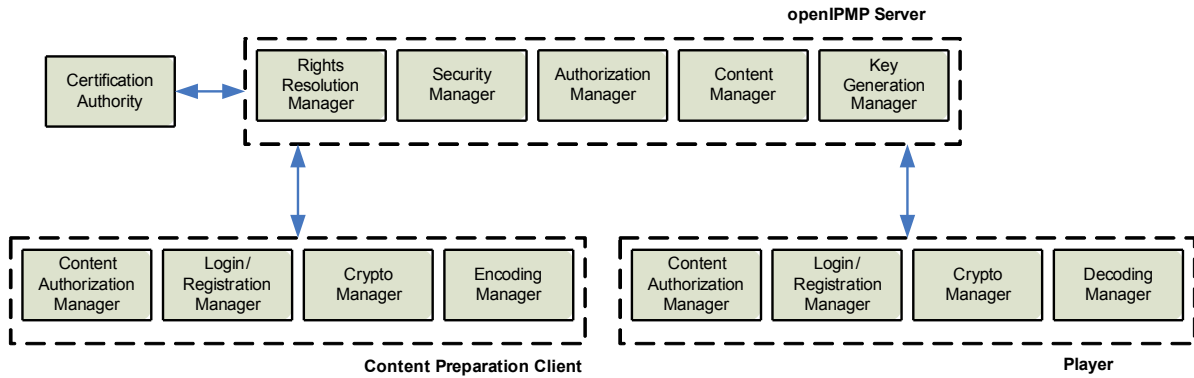 openIPMP Server
Certification
Authority
Rights
Resolution
Manager
Security
Manager
Authorization
Manager
Content
Manager
Key
Generation
Manager
Content
Authorization
Manager
Login/
Registration
Manager
Crypto
Manager
Encoding
Manager
Content Preparation Client
Content
Authorization
Manager
Login/
Registration
Manager
Crypto
Manager
Decoding
Manager
Player